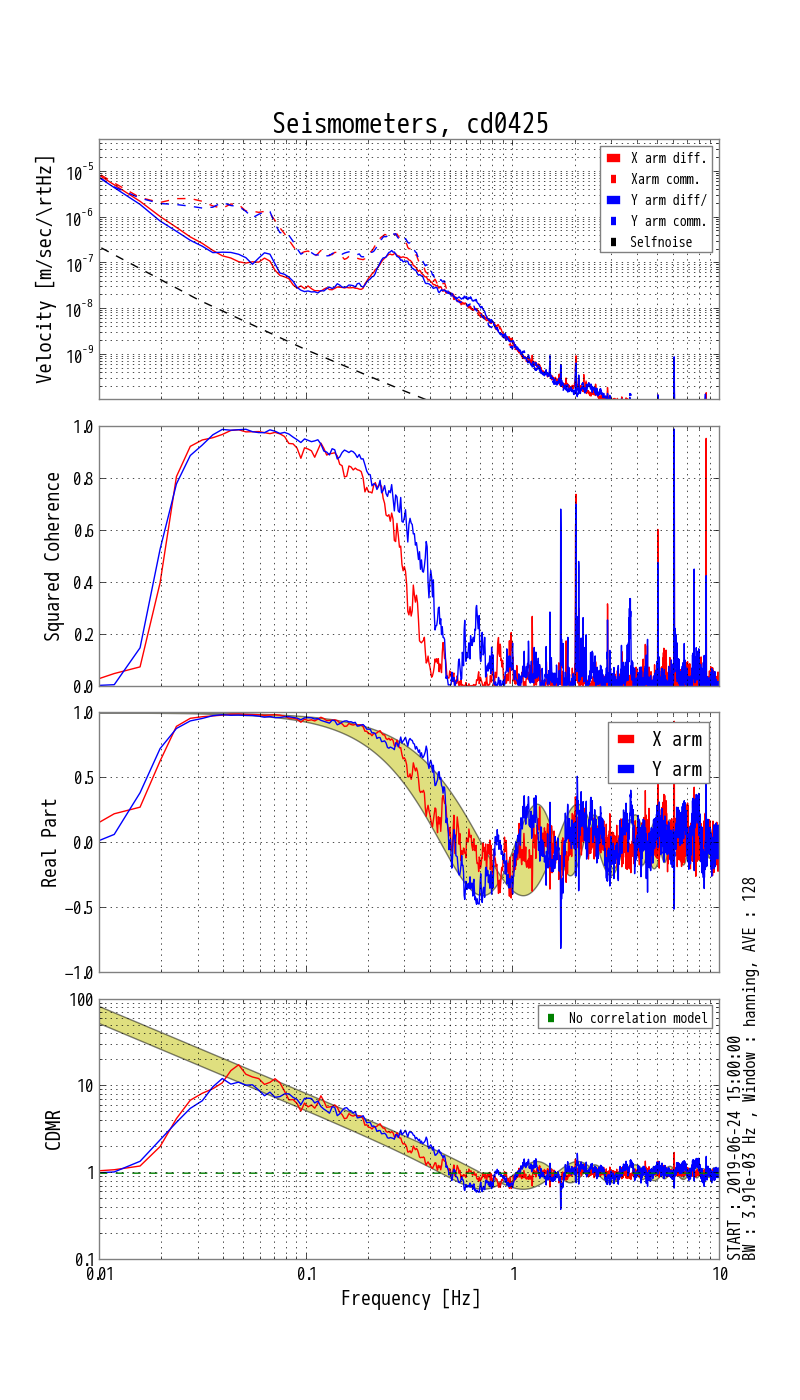 Seismometers, cd0425
Velocity [m/sec/\rtHz]
10^-5
10^-6
10^-7
10^-8
10^-9
X arm diff.
Xarm comm.
Y arm diff/
Y arm comm.
Selfnoise
Squared Coherence
1.0
0.8
0.6
0.4
0.2
0.0
Real Part
1.0
0.5
0.0
−0.5
−1.0
X arm
Y arm
CDMR
100
10
1
0.1
No correlation model
0.01
0.1
1
10
Frequency [Hz]
START : 2019-06-24 15:00:00
BW : 3.91e-03 Hz , Window : hanning, AVE : 128